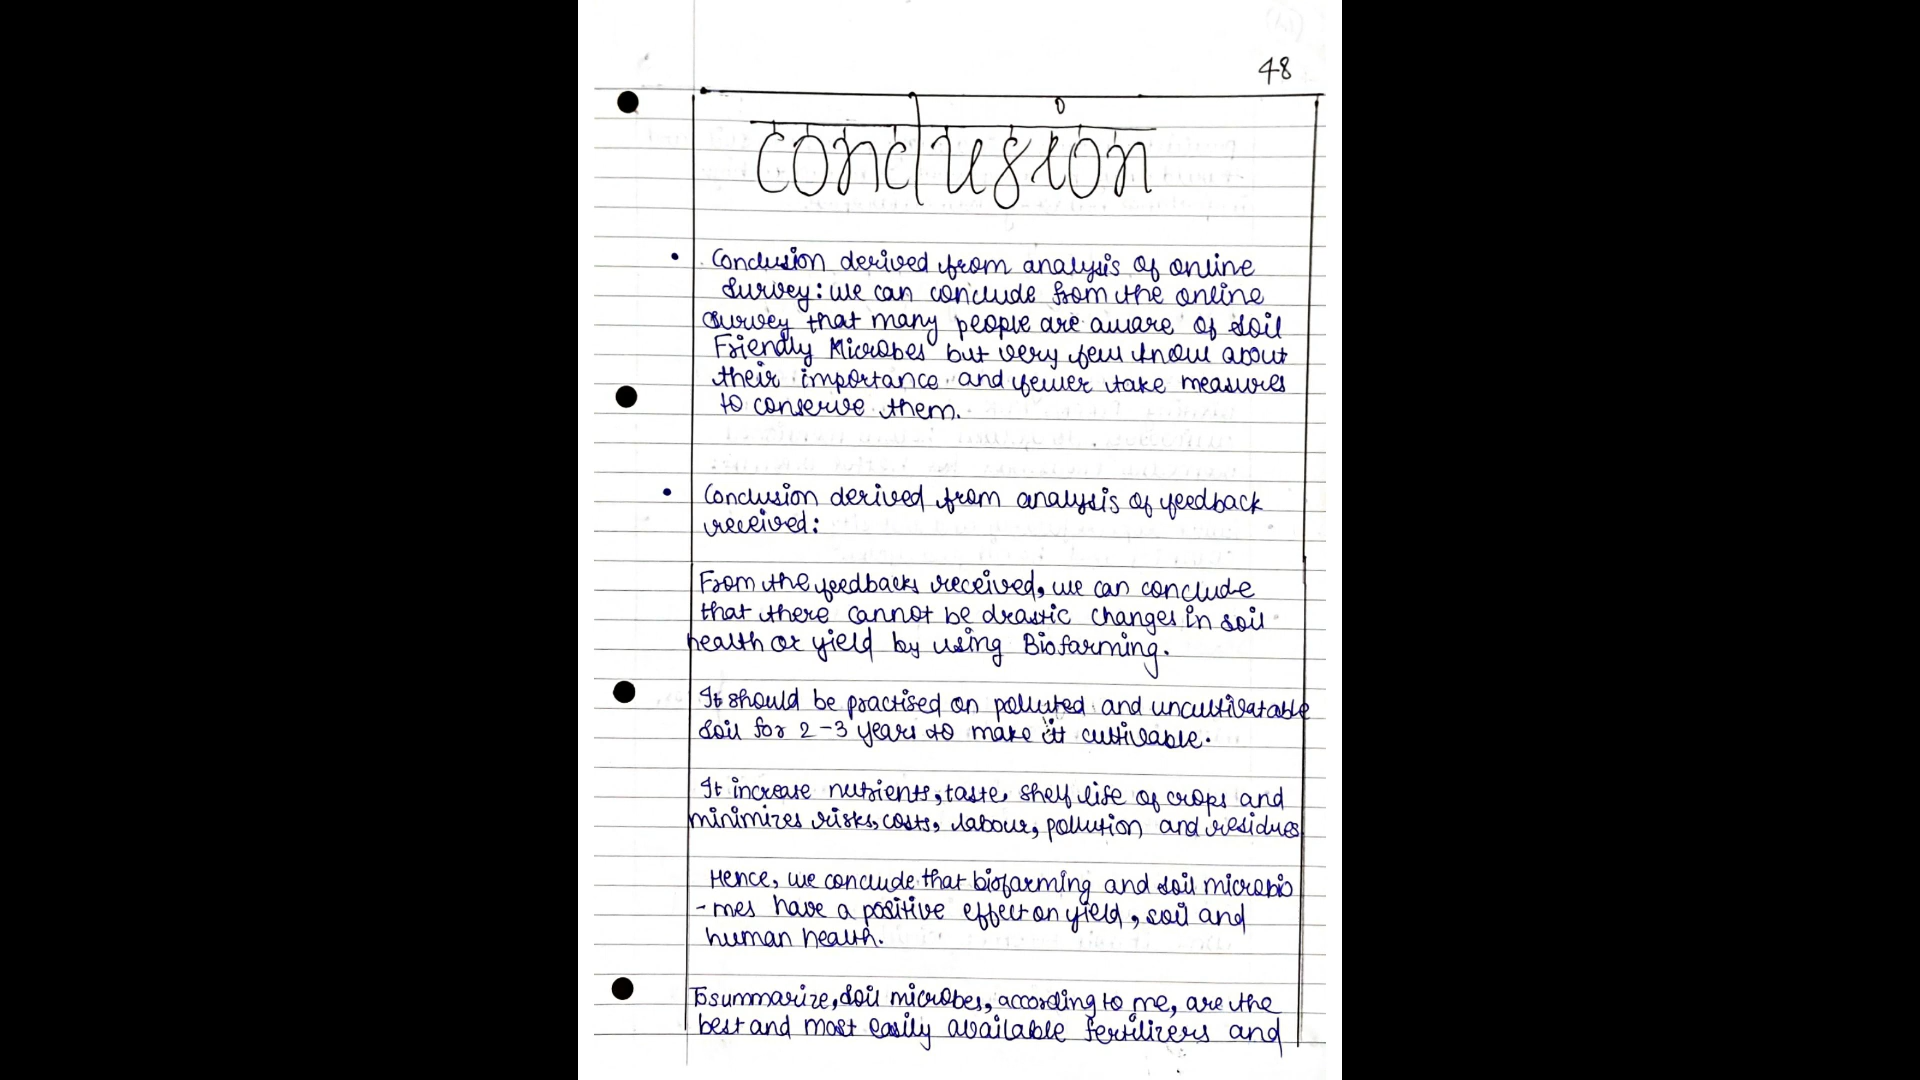 48
Conclusion
• Conclusion derived from analysis of online
survey: we can conclude from the online
survey that many people are aware of soil
Friendly Microbes but very few know about
their importance and fewer take measures
to conserve them.
• Conclusion derived from analysis of feedback
received:
From the feedbacks received, we can conclude
that there cannot be drastic changes in soil
health or yield by using Biofarming.
It should be practised on polluted and uncultivatable
soil for 2-3 years to make it cultivable.
It increase nutrients, taste, shelf life of crops and
minimizes risks, costs, labour, pollution and residues
Hence, we conclude that biofarming and soil microbio
-mes have a positive effect on yield, soil and
human health.
To summarize, soil microbes, according to me, are the
best and most easily available fertilizers and